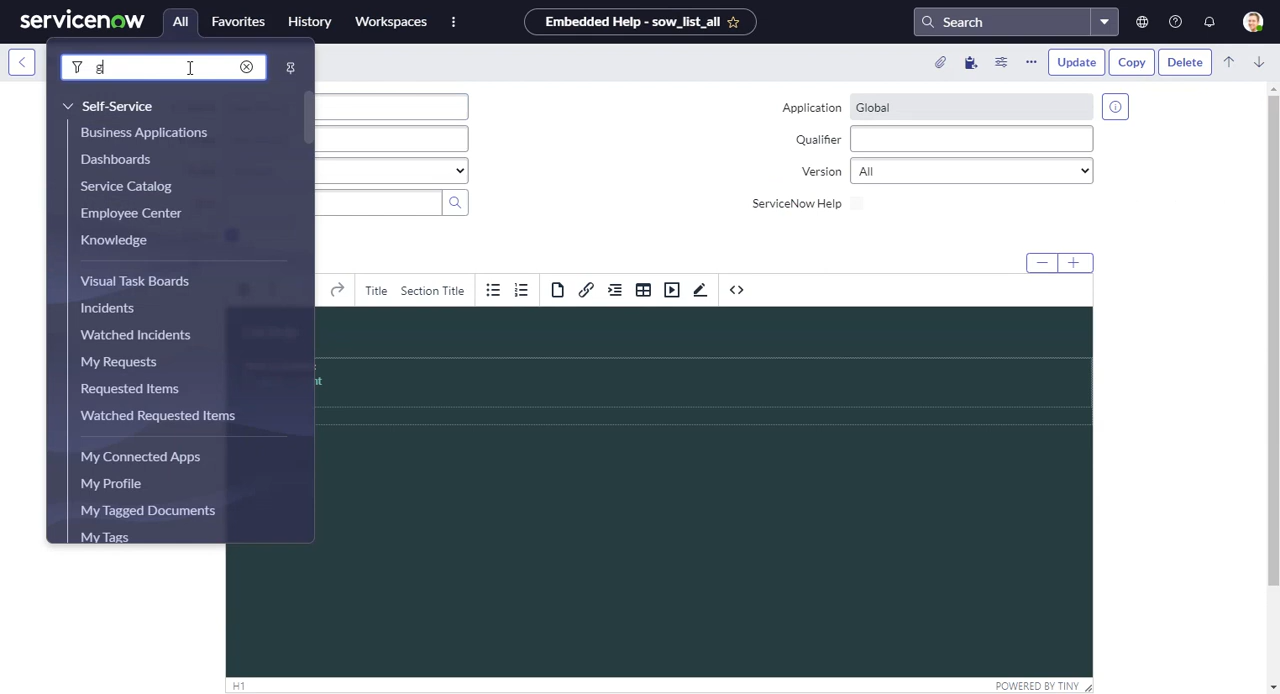 servicenow All Favorites History Workspaces Embedded Help - sow_list_all Search
g
Update Copy Delete
Self-Service
Business Applications
Dashboards
Service Catalog
Employee Center
Knowledge
Visual Task Boards
Incidents
Watched Incidents
My Requests
Requested Items
Watched Requested Items
My Connected Apps
My Profile
My Tagged Documents
My Tags
Application Global
Qualifier
Version All
ServiceNow Help
Title Section Title
nt
H1 POWERED BY TINY